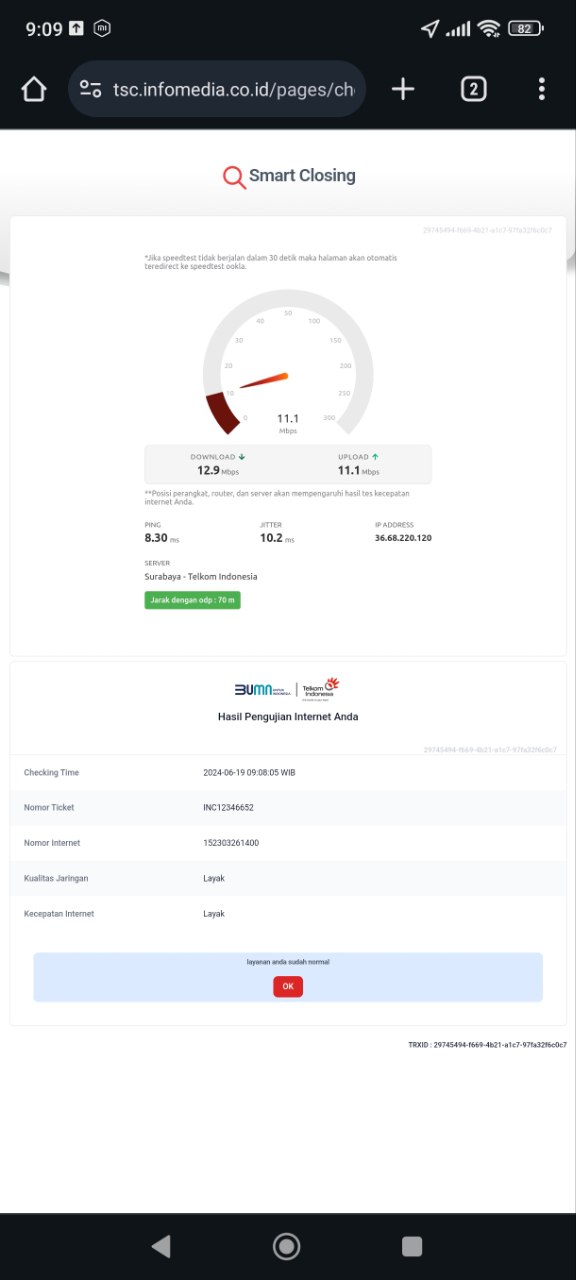 9:09
82
tsc.infomedia.co.id/pages/ch
2
Smart Closing
29745494-f669-4b21-a1c7-97fa32f6c0c7
*Jika speedtest tidak berjalan dalam 30 detik maka halaman akan otomatis
teredirect ke speedtest ookla.
50
40 100
30 150
20 200
10 250
0 11.1 300
Mbps
DOWNLOAD UPLOAD
12.9 Mbps 11.1 Mbps
**Posisi perangkat, router, dan server akan mempengaruhi hasil tes kecepatan
internet Anda.
PING JITTER IP ADDRESS
8.30 ms 10.2 ms 36.68.220.120
SERVER
Surabaya - Telkom Indonesia
Jarak dengan odp : 70 m
BUMN UNTUK INDONESIA Telkom Indonesia
Hasil Pengujian Internet Anda
29745494-f669-4b21-a1c7-97fa32f6c0c7
Checking Time 2024-06-19 09:08:05 WIB
Nomor Ticket INC12346652
Nomor Internet 152303261400
Kualitas Jaringan Layak
Kecepatan Internet Layak
layanan anda sudah normal
OK
TRXID : 29745494-f669-4b21-a1c7-97fa32f6c0c7